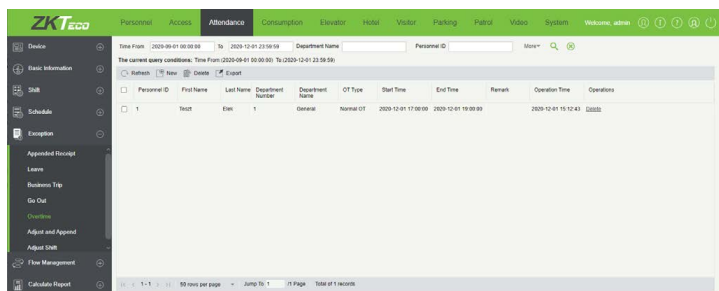 ZKTeco
Personnel Access Attendance Consumption Elevator Hotel Visitor Parking Patrol Video System Welcome, admin
Device
Time From 2020-09-01 00:00:00 To 2020-12-01 23:59:59 Department Name Personnel ID More
The current query conditions: Time From:(2020-09-01 00:00:00) To:(2020-12-01 23:59:59)
Basic Information
Refresh New Delete Export
Shift
Personnel ID First Name Last Name Department Number Department Name OT Type Start Time End Time Remark Operation Time Operations
Schedule
1 Teszt Elek 1 General Normal OT 2020-12-01 17:00:00 2020-12-01 19:00:00 2020-12-01 15:12:43 Delete
Exception
Appended Receipt
Leave
Business Trip
Go Out
Overtime
Adjust and Append
Adjust Shift
Flow Management
Calculate Report
1-1 50 rows per page Jump To 1 /1 Page Total of 1 records